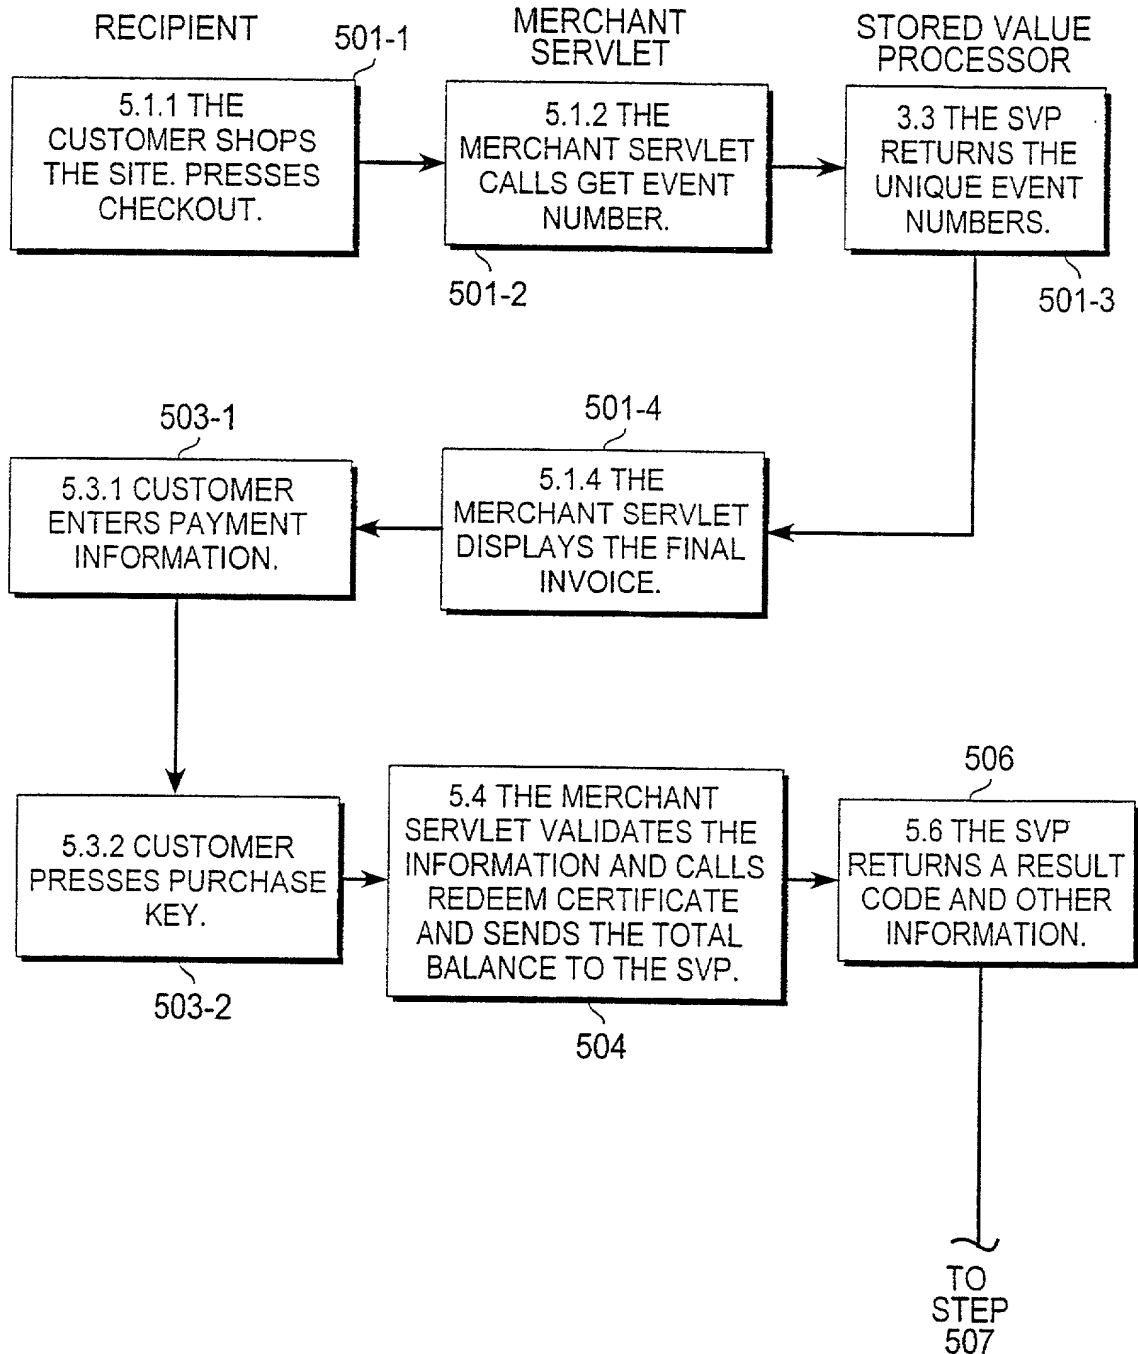 RECIPIENT
MERCHANT
SERVLET
STORED VALUE
PROCESSOR
501-1
5.1.1 THE
CUSTOMER SHOPS
THE SITE. PRESSES
CHECKOUT.
5.1.2 THE
MERCHANT SERVLET
CALLS GET EVENT
NUMBER.
501-2
3.3 THE SVP
RETURNS THE
UNIQUE EVENT
NUMBERS.
501-3
503-1
5.3.1 CUSTOMER
ENTERS PAYMENT
INFORMATION.
501-4
5.1.4 THE
MERCHANT SERVLET
DISPLAYS THE FINAL
INVOICE.
5.3.2 CUSTOMER
PRESSES PURCHASE
KEY.
503-2
5.4 THE MERCHANT
SERVLET VALIDATES THE
INFORMATION AND CALLS
REDEEM CERTIFICATE
AND SENDS THE TOTAL
BALANCE TO THE SVP.
504
506
5.6 THE SVP
RETURNS A RESULT
CODE AND OTHER
INFORMATION.
TO
STEP
507